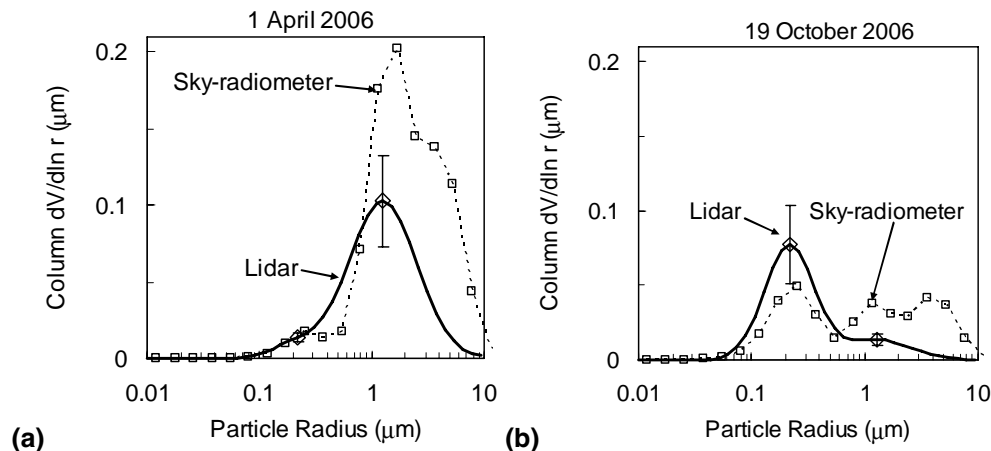 1 April 2006
0.2
0.1
0
Column dV/dln r (μm)
Sky-radiometer
Lidar
0.01 0.1 1 10
Particle Radius (μm)
(a)
19 October 2006
0.2
0.1
0
Column dV/dln r (μm)
Lidar
Sky-radiometer
0.01 0.1 1 10
Particle Radius (μm)
(b)